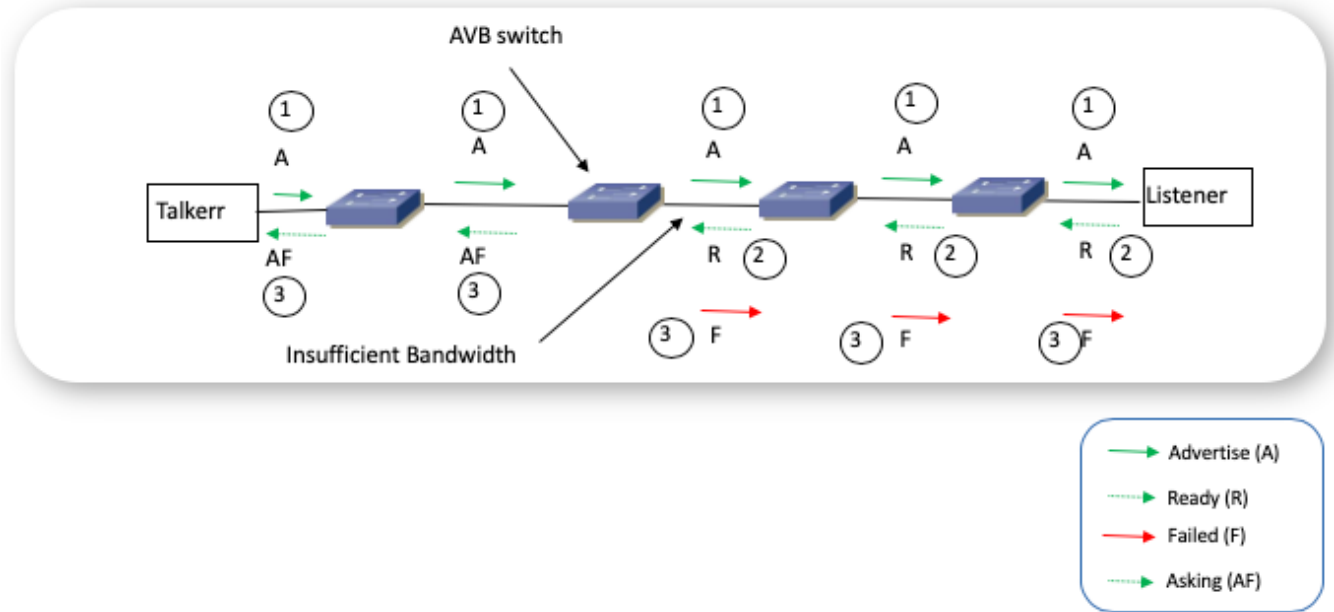 AVB switch
1 1 1 1 1
A A A A A
Talkerr Listener
AF AF R 2 R 2 R 2
3 3
3 F 3 F 3 F
Insufficient Bandwidth
Advertise (A)
Ready (R)
Failed (F)
Asking (AF)